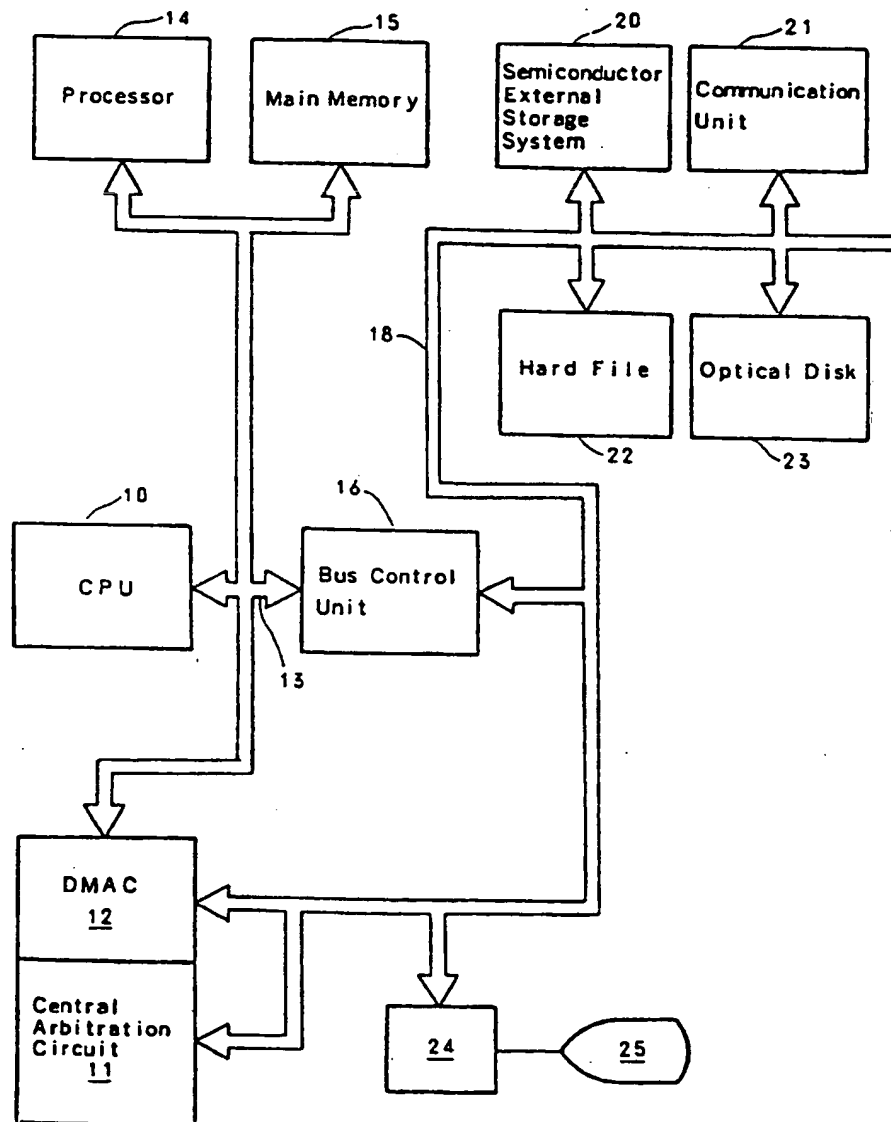 14
15
20
21
Processor
Main Memory
Semiconductor
External
Storage
System
Communication
Unit
18
Hard File
Optical Disk
22
23
10
16
CPU
Bus Control
Unit
13
DMAC
12
Central
Arbitration
Circuit
11
24
25